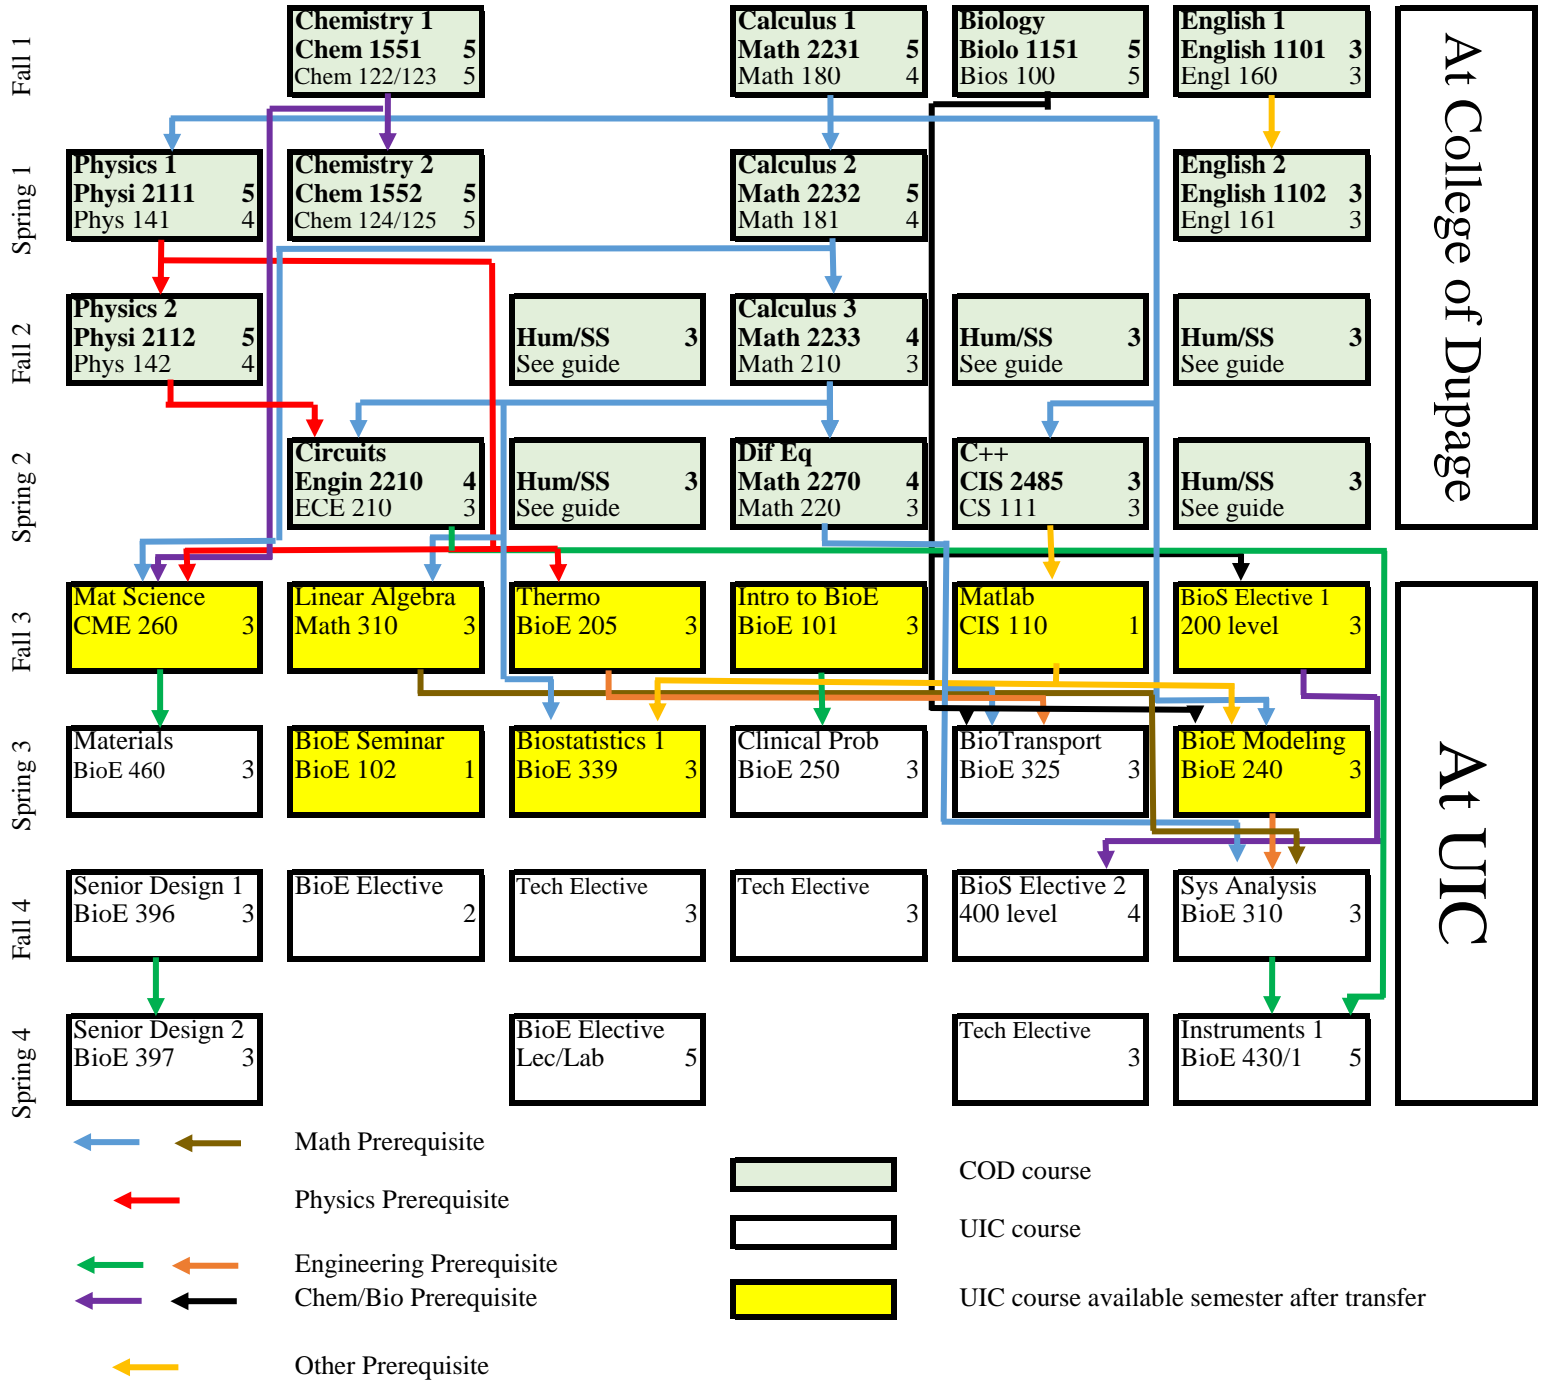 Fall 1
Chemistry 1
Chem 1551 5
Chem 122/123 5
Calculus 1
Math 2231 5
Math 180 4
Biology
Biolo 1151 5
Bios 100 5
English 1
English 1101 3
Engl 160 3
At College of Dupage
Spring 1
Physics 1
Physi 2111 5
Phys 141 4
Chemistry 2
Chem 1552 5
Chem 124/125 5
Calculus 2
Math 2232 5
Math 181 4
English 2
English 1102 3
Engl 161 3
Fall 2
Physics 2
Physi 2112 5
Phys 142 4
Hum/SS 3
See guide
Calculus 3
Math 2233 4
Math 210 3
Hum/SS 3
See guide
Hum/SS 3
See guide
Spring 2
Circuits
Engin 2210 4
ECE 210 3
Hum/SS 3
See guide
Dif Eq
Math 2270 4
Math 220 3
C++
CIS 2485 3
CS 111 3
Hum/SS 3
See guide
Fall 3
Mat Science
CME 260 3
Linear Algebra
Math 310 3
Thermo
BioE 205 3
Intro to BioE
BioE 101 3
Matlab
CIS 110 1
BioS Elective 1
200 level 3
At UIC
Spring 3
Materials
BioE 460 3
BioE Seminar
BioE 102 1
Biostatistics 1
BioE 339 3
Clinical Prob
BioE 250 3
BioTransport
BioE 325 3
BioE Modeling
BioE 240 3
Fall 4
Senior Design 1
BioE 396 3
BioE Elective
2
Tech Elective
3
Tech Elective
3
BioS Elective 2
400 level 4
Sys Analysis
BioE 310 3
Spring 4
Senior Design 2
BioE 397 3
BioE Elective
Lec/Lab 5
Tech Elective
3
Instruments 1
BioE 430/1 5
Math Prerequisite
Physics Prerequisite
Engineering Prerequisite
Chem/Bio Prerequisite
Other Prerequisite
COD course
UIC course
UIC course available semester after transfer